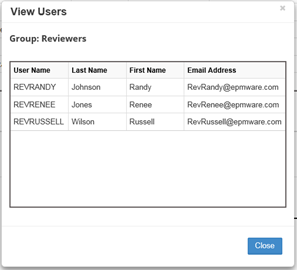 View Users
×
Group: Reviewers
User Name Last Name First Name Email Address
REVRANDY Johnson Randy RevRandy@epmware.com
REVRENEE Jones Renee RevRenee@epmware.com
REVRUSSELL Wilson Russell RevRussell@epmware.com
Close